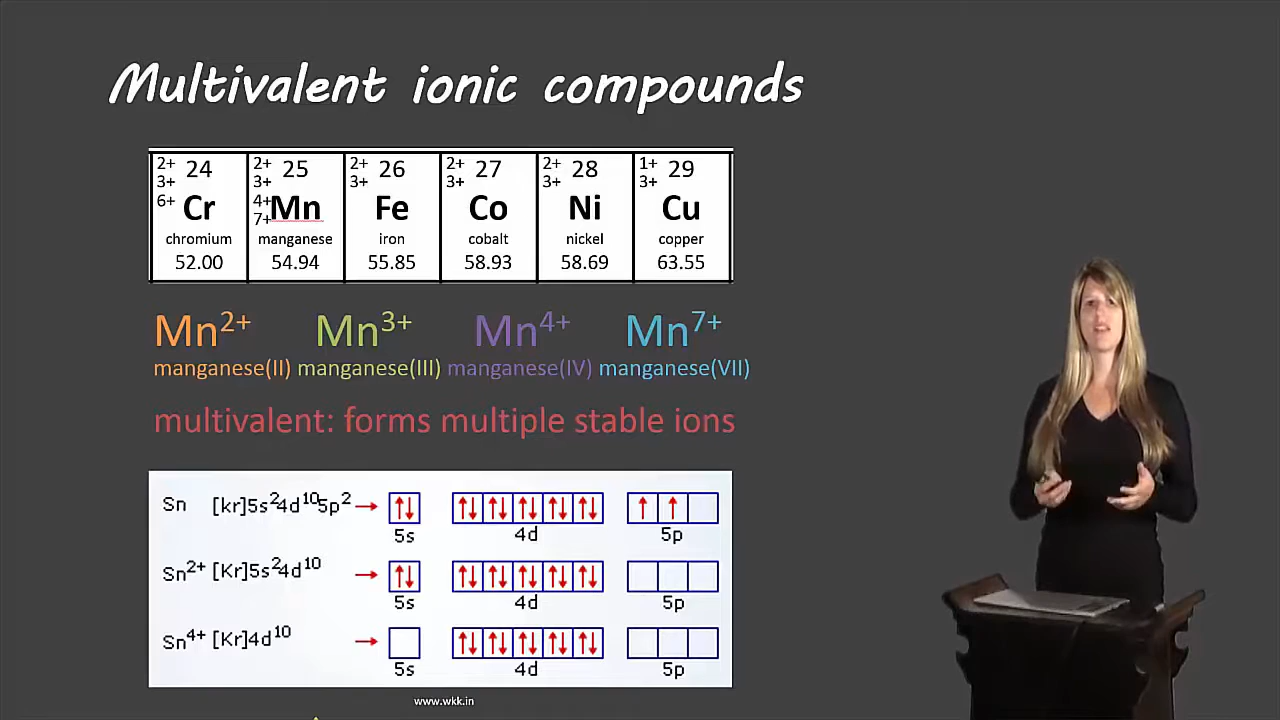 Multivalent ionic compounds
2+ 24 2+ 25 2+ 26 2+ 27 2+ 28 1+ 29
3+ 3+ 3+ 3+ 3+ 3+
6+ Cr 4+ Mn Fe Co Ni Cu
7+
chromium manganese iron cobalt nickel copper
52.00 54.94 55.85 58.93 58.69 63.55
Mn2+ Mn3+ Mn4+ Mn7+
manganese(II) manganese(III) manganese(IV) manganese(VII)
multivalent: forms multiple stable ions
Sn [kr]5s24d105p2 → ↑↓ ↑↓ ↑↓ ↑↓ ↑↓ ↑↓ ↑ ↑
5s 4d 5p
Sn2+ [Kr]5s24d10 → ↑↓ ↑↓ ↑↓ ↑↓ ↑↓ ↑↓
5s 4d 5p
Sn4+ [Kr]4d10 → ↑↓ ↑↓ ↑↓ ↑↓ ↑↓
5s 4d 5p
www.wkk.in